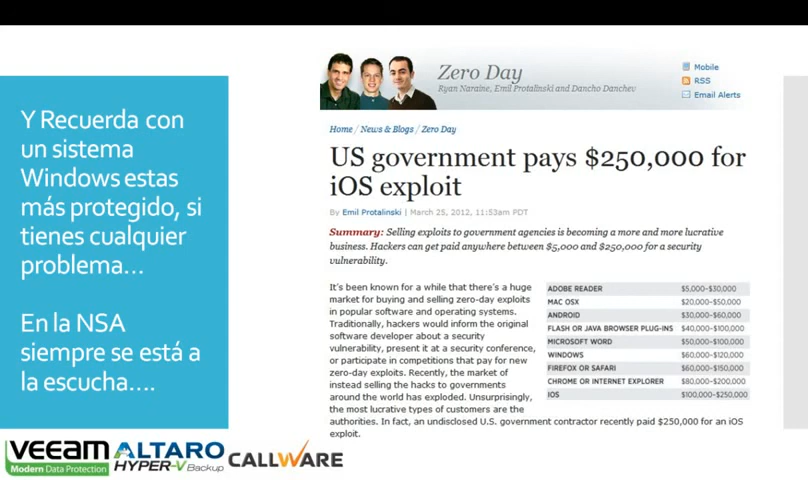 Y Recuerda con
un sistema
Windows estas
más protegido, si
tienes cualquier
problema...
En la NSA
siempre se está a
la escucha....
Zero Day
Ryan Naraine, Emil Protalinski and Dancho Danchev
Mobile
RSS
Email Alerts
Home / News & Blogs / Zero Day
US government pays $250,000 for
iOS exploit
By Emil Protalinski | March 25, 2012, 11:53am PDT
Summary: Selling exploits to government agencies is becoming a more and more lucrative
business. Hackers can get paid anywhere between $5,000 and $250,000 for a security
vulnerability.
It's been known for a while that there's a huge
market for buying and selling zero-day exploits
in popular software and operating systems.
Traditionally, hackers would inform the original
software developer about a security
vulnerability, present it at a security conference,
or participate in competitions that pay for new
zero-day exploits. Recently, the market of
instead selling the hacks to governments
around the world has exploded. Unsurprisingly,
the most lucrative types of customers are the
authorities. In fact, an undisclosed U.S. government contractor recently paid $250,000 for an iOS
exploit.
ADOBE READER $5,000-$30,000
MAC OSX $20,000-$50,000
ANDROID $30,000-$60,000
FLASH OR JAVA BROWSER PLUG-INS $40,000-$100,000
MICROSOFT WORD $50,000-$100,000
WINDOWS $60,000-$120,000
FIREFOX OR SAFARI $60,000-$150,000
CHROME OR INTERNET EXPLORER $80,000-$200,000
IOS $100,000-$250,000
veeAM
Modern Data Protection
ALTARO
HYPER-V Backup
CALLWARE